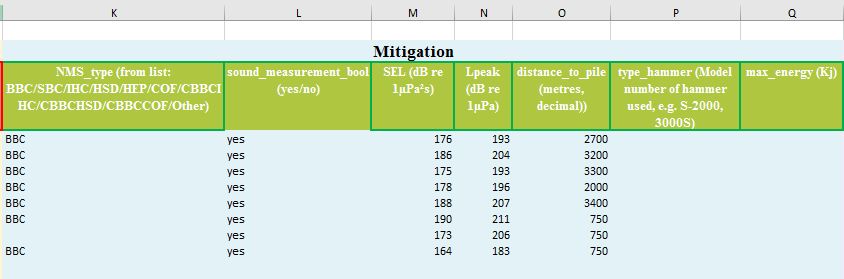 K L M N O P Q
Mitigation
NMS_type (from list: BBC/SBC/IHC/HSD/HEP/COF/CBBCI HC/CBBCHSD/CBBCCOF/Other) sound_measurement_bool (yes/no) SEL (dB re 1µPa²s) Lpeak (dB re 1µPa) distance_to_pile (metres, decimal)) type_hammer (Model number of hammer used, e.g. S-2000, 3000S) max_energy (Kj)
BBC yes 176 193 2700
BBC yes 186 204 3200
BBC yes 175 193 3300
BBC yes 178 196 2000
BBC yes 188 207 3400
BBC yes 190 211 750
yes 173 206 750
BBC yes 164 183 750